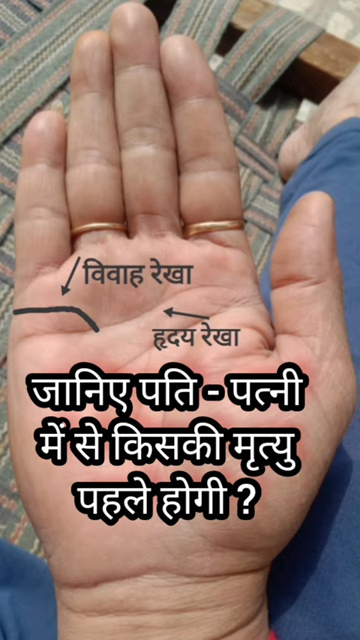 विवाह रेखा
हृदय रेखा
जानिए पति - पत्नी
में से किसकी मृत्यु
पहले होगी ?